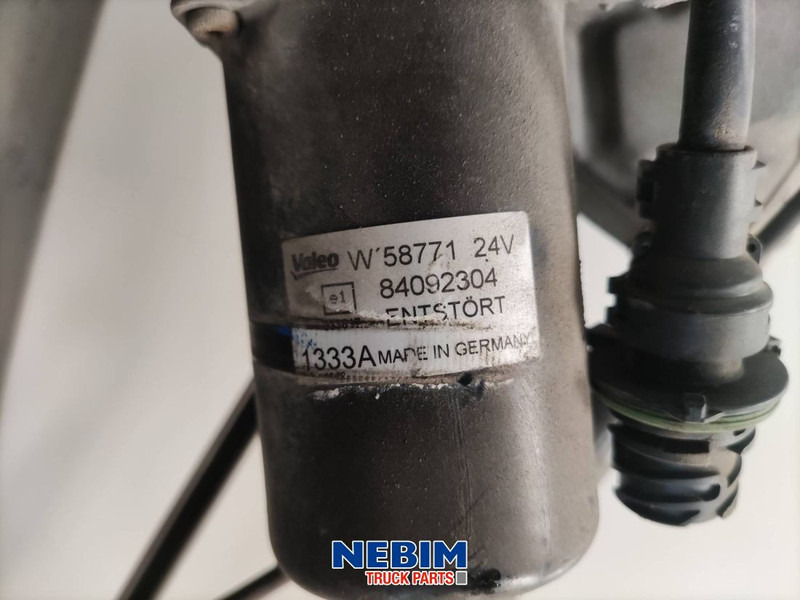 Valeo W'58771 24V
84092304
e1 ENTSTÖRT
1333A MADE IN GERMANY
NEBIM
TRUCK PARTS